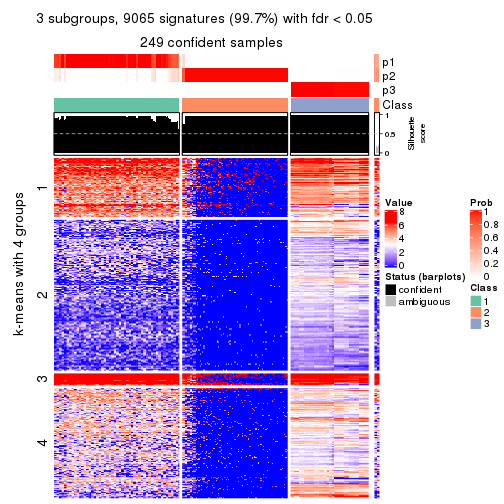 3 subgroups, 9065 signatures (99.7%) with fdr < 0.05
249 confident samples
p1
p2
p3
Class
1
0.5
0
Silhouette
score
k-means with 4 groups
1
2
3
4
Value
8
6
4
2
0
Status (barplots)
confident
ambiguous
Prob
1
0.8
0.6
0.4
0.2
0
Class
1
2
3